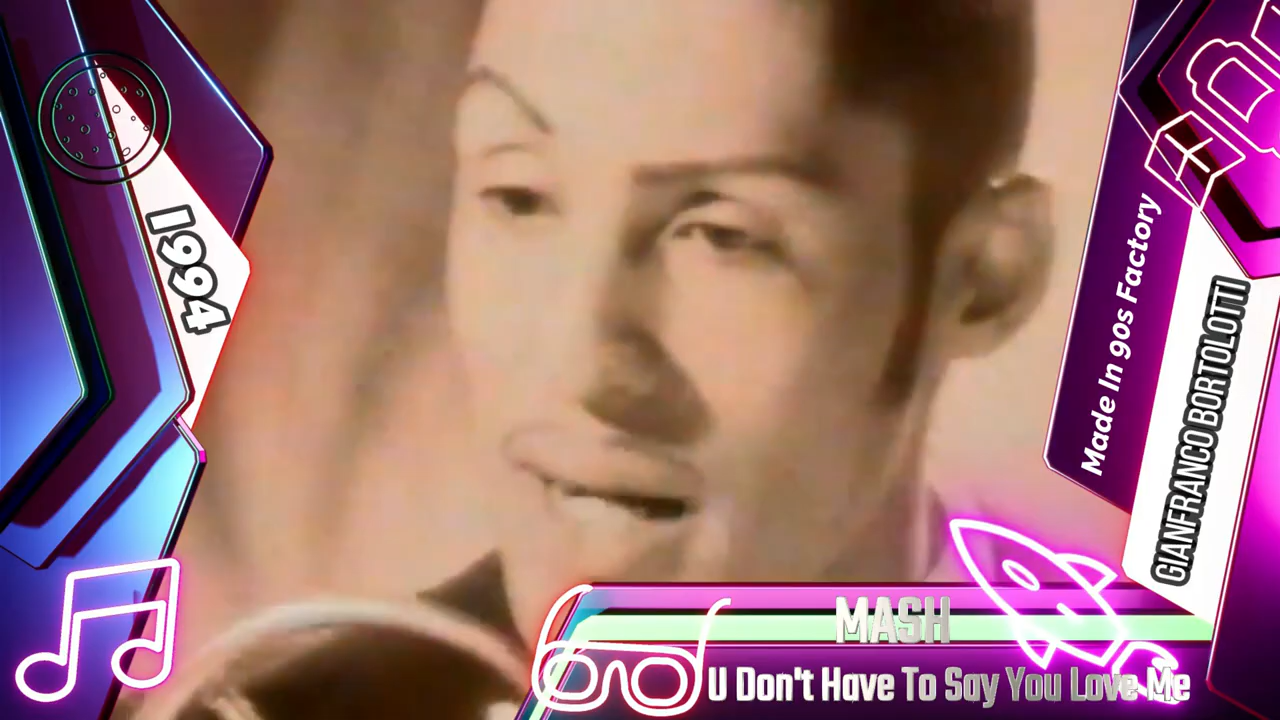 1994
Made In 90s Factory
GIANFRANCO BORTOLOTTI
MASH
U Don't Have To Say You Love Me